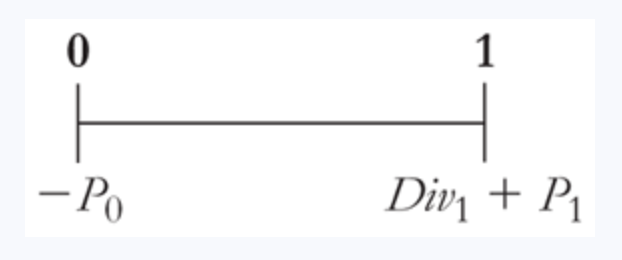 0 1
−P₀ Div₁ + P₁